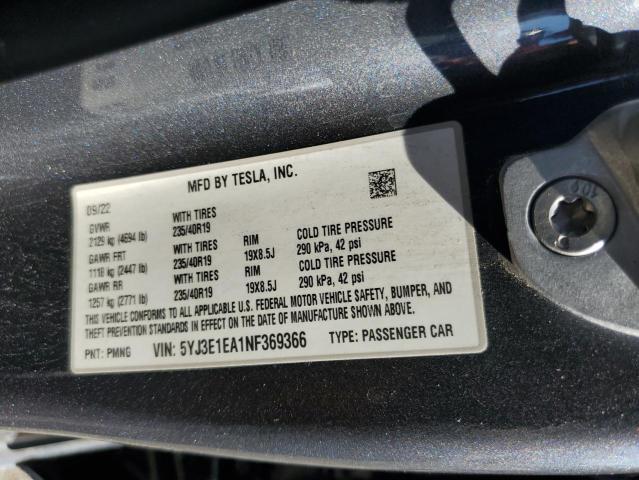 MFD BY TESLA, INC.
09/22
GVWR WITH TIRES
2129 kg (4694 lb) 235/40R19 RIM COLD TIRE PRESSURE
GAWR FRT WITH TIRES 19X8.5J 290 kPa, 42 psi
1110 kg (2447 lb) 235/40R19 RIM COLD TIRE PRESSURE
GAWR RR WITH TIRES 19X8.5J 290 kPa, 42 psi
1257 kg (2771 lb) 235/40R19
THIS VEHICLE CONFORMS TO ALL APPLICABLE U.S. FEDERAL MOTOR VEHICLE SAFETY, BUMPER, AND
THEFT PREVENTION STANDARDS IN EFFECT ON THE DATE OF MANUFACTURE SHOWN ABOVE.
PNT: PMNG VIN: 5YJ3E1EA1NF369366 TYPE: PASSENGER CAR
10.9